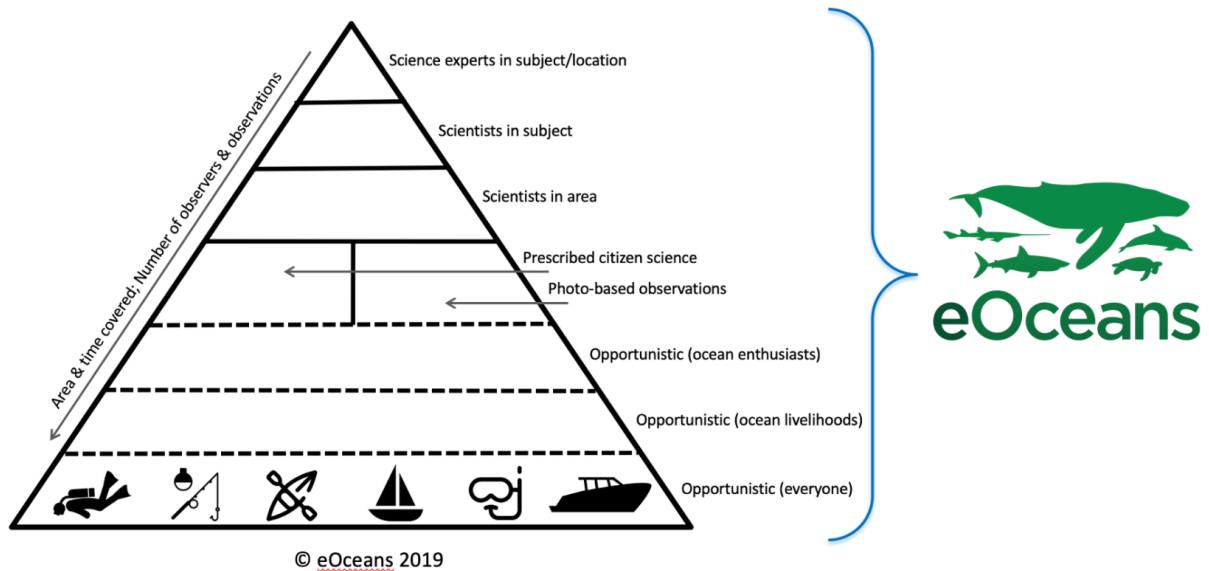 Science experts in subject/location
Scientists in subject
Scientists in area
Prescribed citizen science
Photo-based observations
Opportunistic (ocean enthusiasts)
Opportunistic (ocean livelihoods)
Opportunistic (everyone)
Area & time covered; Number of observers & observations
eOceans
© eOceans 2019